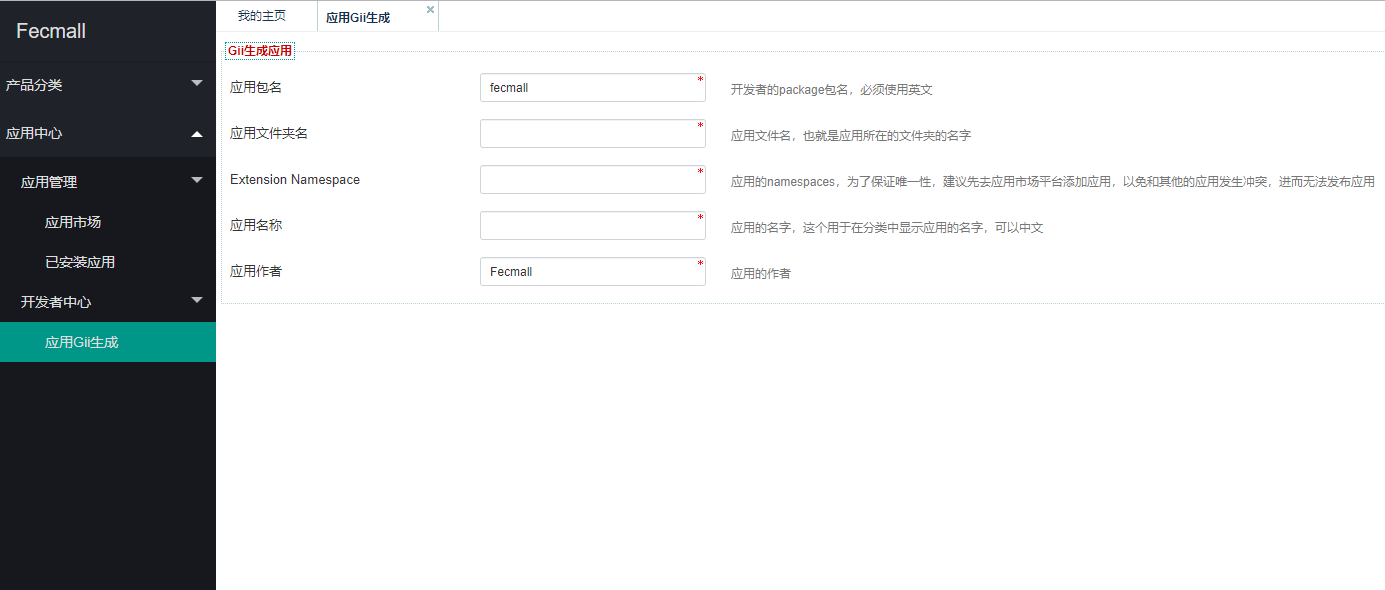 Fecmall
产品分类
应用中心
应用管理
应用市场
已安装应用
开发者中心
应用Gii生成
我的主页
应用Gii生成
Gii生成应用
应用包名
fecmall
*
开发者的package包名，必须使用英文
应用文件夹名
*
应用文件名，也就是应用所在的文件夹的名字
Extension Namespace
*
应用的namespaces，为了保证唯一性，建议先去应用市场平台添加应用，以免和其他的应用发生冲突，进而无法发布应用
应用名称
*
应用的名字，这个用于在分类中显示应用的名字，可以中文
应用作者
Fecmall
*
应用的作者